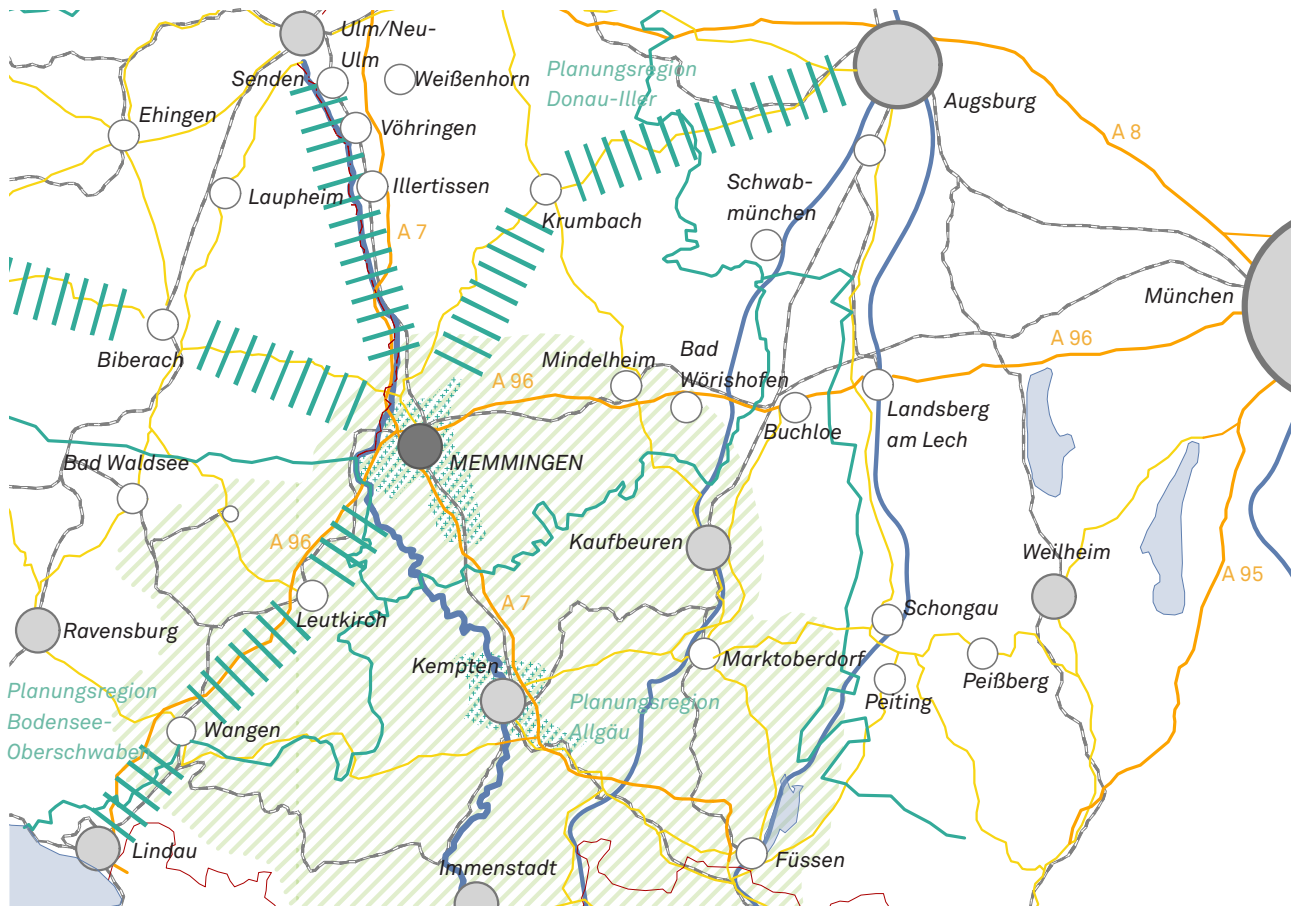 Ulm/Neu-
Ulm
Senden
Weißenhorn
Planungsregion
Donau-Iller
Augsburg
Ehingen
Vöhringen
A 8
Laupheim
Illertissen
Schwab-
münchen
Krumbach
A 7
München
Biberach
Mindelheim
Bad
Wörishofen
A 96
A 96
Buchloe
Landsberg
am Lech
Bad Waldsee
MEMMINGEN
A 96
Kaufbeuren
Weilheim
A 95
A 7
Leutkirch
Schongau
Ravensburg
Kempten
Marktoberdorf
Peißberg
Peiting
Planungsregion
Bodensee-
Oberschwaben
Planungsregion
Allgäu
Wangen
Lindau
Immenstadt
Füssen